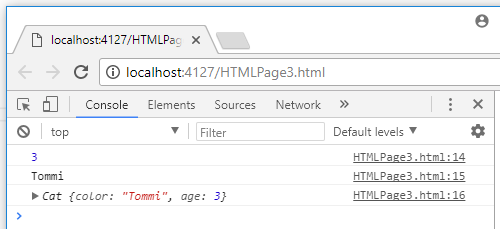 localhost:4127/HTMLPag
localhost:4127/HTMLPage3.html
Console Elements Sources Network »
top Filter Default levels
3 HTMLPage3.html:14
Tommi HTMLPage3.html:15
Cat {color: "Tommi", age: 3} HTMLPage3.html:16
>